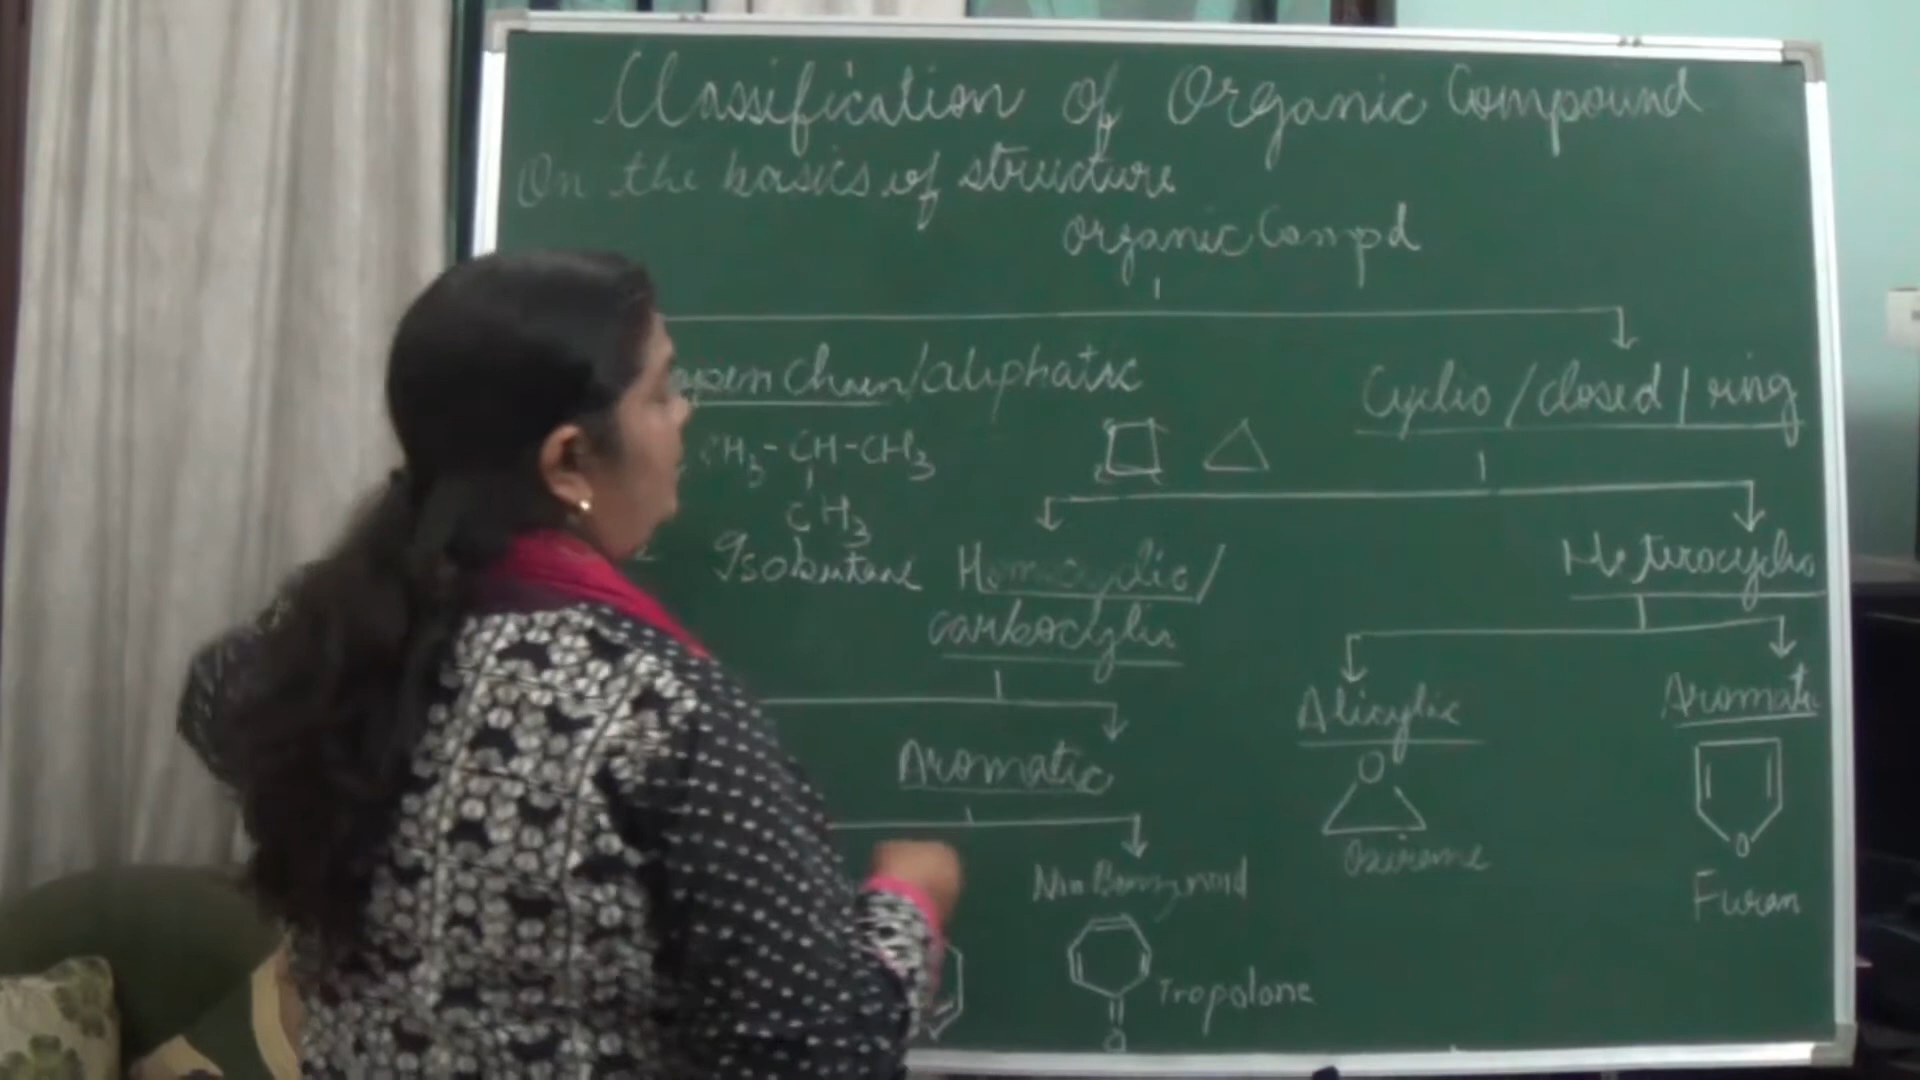 Classification of Organic Compound
On the basics of structure
Organic Compd
open chain/aliphatic
Cyclic / closed / ring
CH3-CH-CH3
CH3
Isobutane
Homocyclic/
carbocyclic
Heterocyclic
Alicyclic
Aromatic
Aromatic
O
Oxirane
O
Furan
Non Benzenoid
Tropolone
O